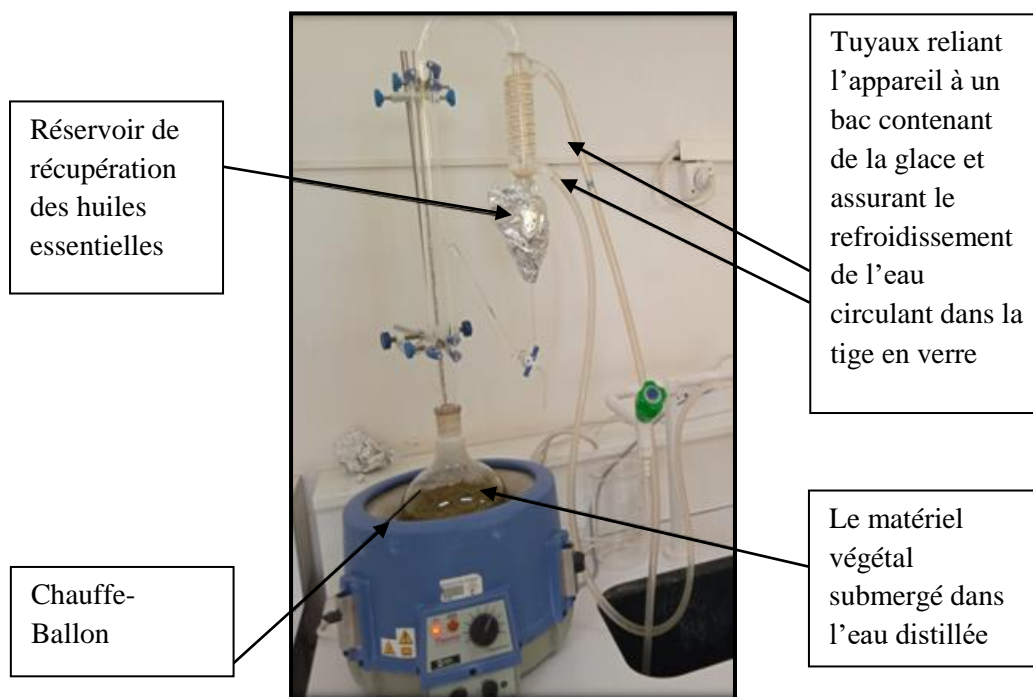 Réservoir de
récupération
des huiles
essentielles
Chauffe-
Ballon
Tuyaux reliant
l’appareil à un
bac contenant
de la glace et
assurant le
refroidissement
de l’eau
circulant dans la
tige en verre
Le matériel
végétal
submergé dans
l’eau distillée